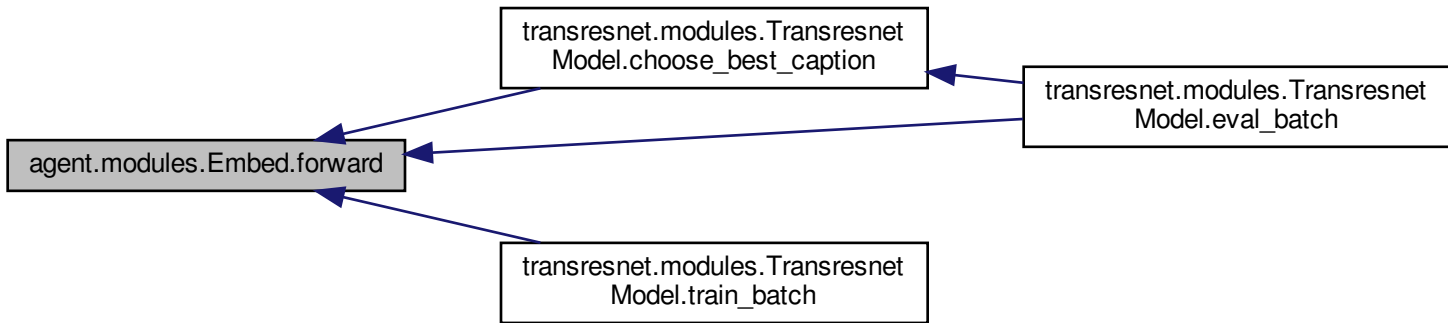 transresnet.modules.Transresnet
Model.choose_best_caption
transresnet.modules.Transresnet
Model.eval_batch
agent.modules.Embed.forward
transresnet.modules.Transresnet
Model.train_batch